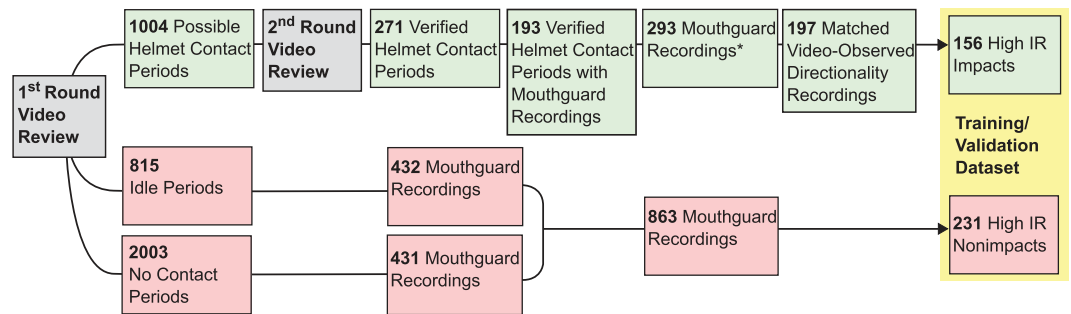 1st Round
Video
Review
1004 Possible
Helmet Contact
Periods
2nd Round
Video
Review
271 Verified
Helmet Contact
Periods
193 Verified
Helmet Contact
Periods with
Mouthguard
Recordings
293 Mouthguard
Recordings*
197 Matched
Video-Observed
Directionality
Recordings
156 High IR
Impacts
Training/
Validation
Dataset
815
Idle Periods
432 Mouthguard
Recordings
863 Mouthguard
Recordings
231 High IR
Nonimpacts
2003
No Contact
Periods
431 Mouthguard
Recordings